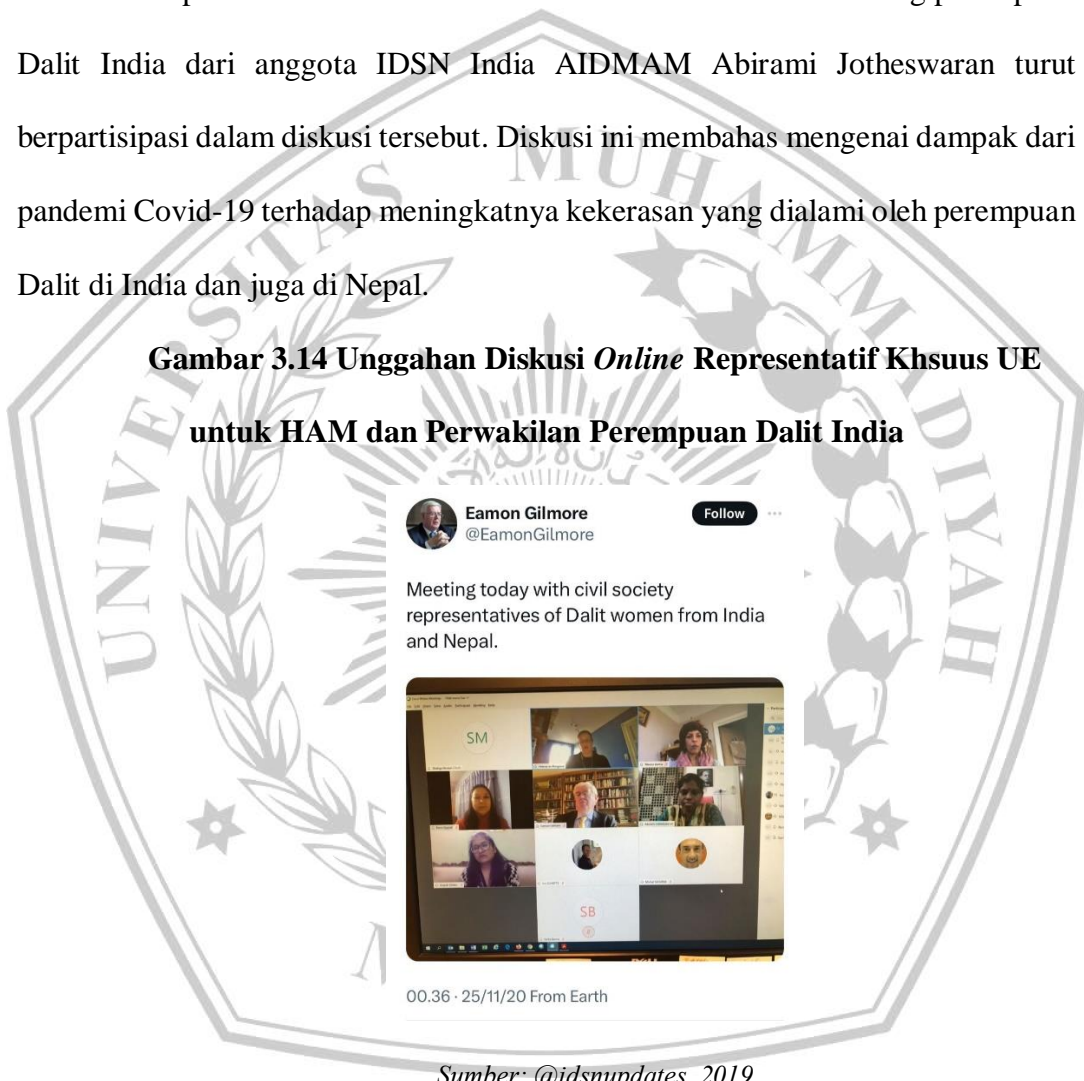 Dalit India dari anggota IDSN India AIDMAM Abirami Jotheswaran turut
berpartisipasi dalam diskusi tersebut. Diskusi ini membahas mengenai dampak dari
pandemi Covid-19 terhadap meningkatnya kekerasan yang dialami oleh perempuan
Dalit di India dan juga di Nepal.
Gambar 3.14 Unggahan Diskusi Online Representatif Khsuus UE
untuk HAM dan Perwakilan Perempuan Dalit India
Eamon Gilmore
@EamonGilmore
Follow
Meeting today with civil society
representatives of Dalit women from India
and Nepal.
SM
SB
00.36 · 25/11/20 From Earth
Sumber: @idsnupdates, 2019
UNIVERSITAS MUHAMMADIYAH